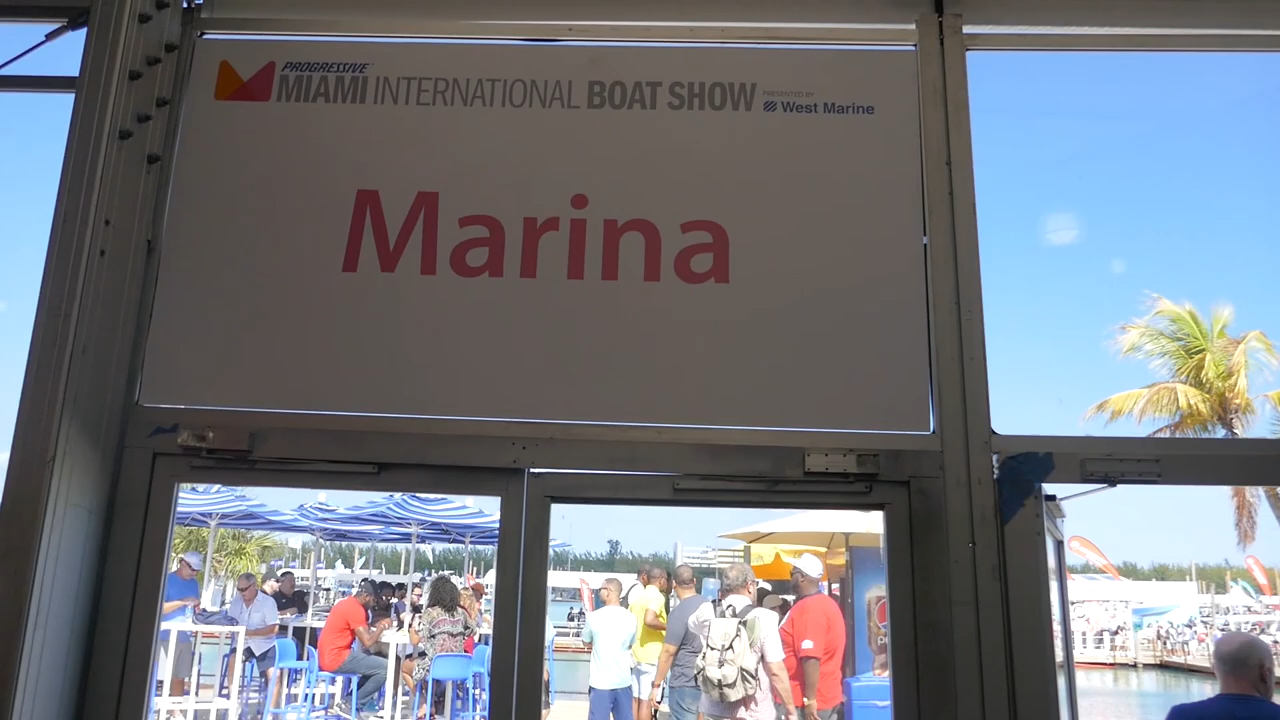 PROGRESSIVE
MIAMI INTERNATIONAL BOAT SHOW
PRESENTED BY
West Marine
Marina